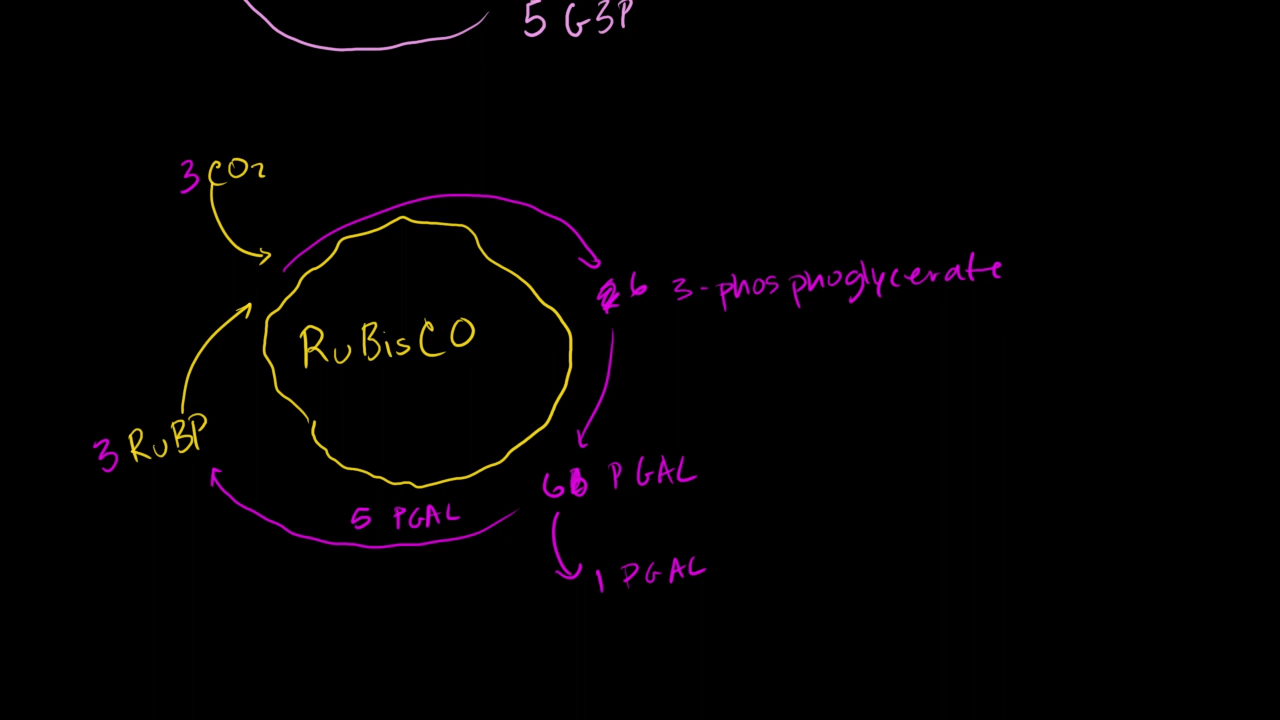 5 G3P
3 CO2
6 3-phosphoglycerate
RuBisCO
3 RuBP
6 PGAL
5 PGAL
1 PGAL